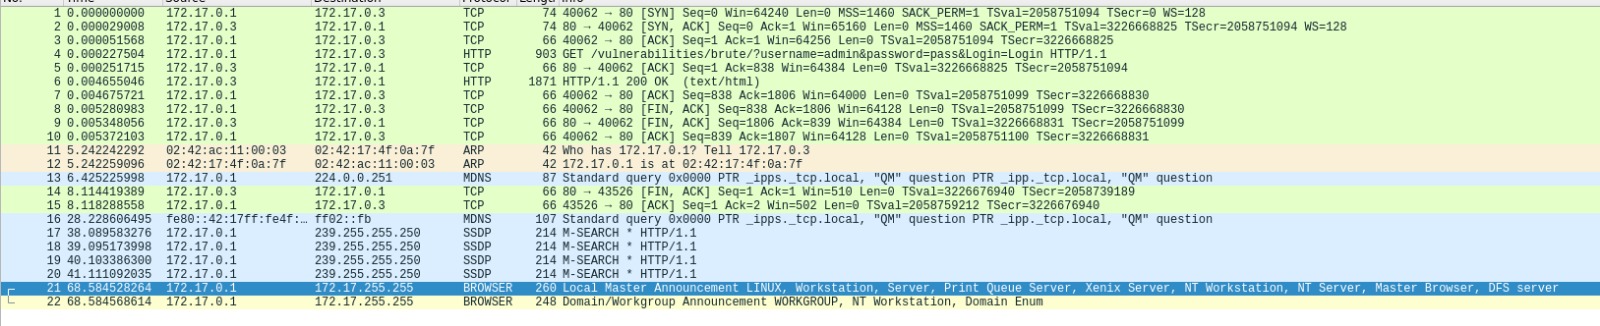 No. Time Source Destination Protocol Length Info
1 0.000000000 172.17.0.1 172.17.0.3 TCP 74 40062 → 80 [SYN] Seq=0 Win=64240 Len=0 MSS=1460 SACK_PERM=1 TSval=2058751094 TSecr=0 WS=128
2 0.000029008 172.17.0.3 172.17.0.1 TCP 74 80 → 40062 [SYN, ACK] Seq=0 Ack=1 Win=65160 Len=0 MSS=1460 SACK_PERM=1 TSval=3226668825 TSecr=2058751094 WS=128
3 0.000051568 172.17.0.1 172.17.0.3 TCP 66 40062 → 80 [ACK] Seq=1 Ack=1 Win=64256 Len=0 TSval=2058751094 TSecr=3226668825
4 0.000227504 172.17.0.1 172.17.0.3 HTTP 903 GET /vulnerabilities/brute/?username=admin&password=pass&Login=Login HTTP/1.1
5 0.000251715 172.17.0.3 172.17.0.1 TCP 66 80 → 40062 [ACK] Seq=1 Ack=838 Win=64384 Len=0 TSval=3226668825 TSecr=2058751094
6 0.004655046 172.17.0.3 172.17.0.1 HTTP 1871 HTTP/1.1 200 OK (text/html)
7 0.004675721 172.17.0.1 172.17.0.3 TCP 66 40062 → 80 [ACK] Seq=838 Ack=1806 Win=64000 Len=0 TSval=2058751099 TSecr=3226668830
8 0.005280983 172.17.0.1 172.17.0.3 TCP 66 40062 → 80 [FIN, ACK] Seq=838 Ack=1806 Win=64128 Len=0 TSval=2058751099 TSecr=3226668830
9 0.005348056 172.17.0.3 172.17.0.1 TCP 66 80 → 40062 [FIN, ACK] Seq=1806 Ack=839 Win=64384 Len=0 TSval=3226668831 TSecr=2058751099
10 0.005372103 172.17.0.1 172.17.0.3 TCP 66 40062 → 80 [ACK] Seq=839 Ack=1807 Win=64128 Len=0 TSval=2058751100 TSecr=3226668831
11 5.242242292 02:42:ac:11:00:03 02:42:17:4f:0a:7f ARP 42 Who has 172.17.0.1? Tell 172.17.0.3
12 5.242259096 02:42:17:4f:0a:7f 02:42:ac:11:00:03 ARP 42 172.17.0.1 is at 02:42:17:4f:0a:7f
13 6.425225998 172.17.0.1 224.0.0.251 MDNS 87 Standard query 0x0000 PTR _ipps._tcp.local, "QM" question PTR _ipp._tcp.local, "QM" question
14 8.114419389 172.17.0.3 172.17.0.1 TCP 66 80 → 43526 [FIN, ACK] Seq=1 Ack=1 Win=510 Len=0 TSval=3226676940 TSecr=2058739189
15 8.118288558 172.17.0.1 172.17.0.3 TCP 66 43526 → 80 [ACK] Seq=1 Ack=2 Win=502 Len=0 TSval=2058759212 TSecr=3226676940
16 28.228606495 fe80::42:17ff:fe4f:… ff02::fb MDNS 107 Standard query 0x0000 PTR _ipps._tcp.local, "QM" question PTR _ipp._tcp.local, "QM" question
17 38.089583276 172.17.0.1 239.255.255.250 SSDP 214 M-SEARCH * HTTP/1.1
18 39.095173998 172.17.0.1 239.255.255.250 SSDP 214 M-SEARCH * HTTP/1.1
19 40.103386300 172.17.0.1 239.255.255.250 SSDP 214 M-SEARCH * HTTP/1.1
20 41.111092035 172.17.0.1 239.255.255.250 SSDP 214 M-SEARCH * HTTP/1.1
21 68.584528264 172.17.0.1 172.17.255.255 BROWSER 260 Local Master Announcement LINUX, Workstation, Server, Print Queue Server, Xenix Server, NT Workstation, NT Server, Master Browser, DFS server
22 68.584568614 172.17.0.1 172.17.255.255 BROWSER 248 Domain/Workgroup Announcement WORKGROUP, NT Workstation, Domain Enum